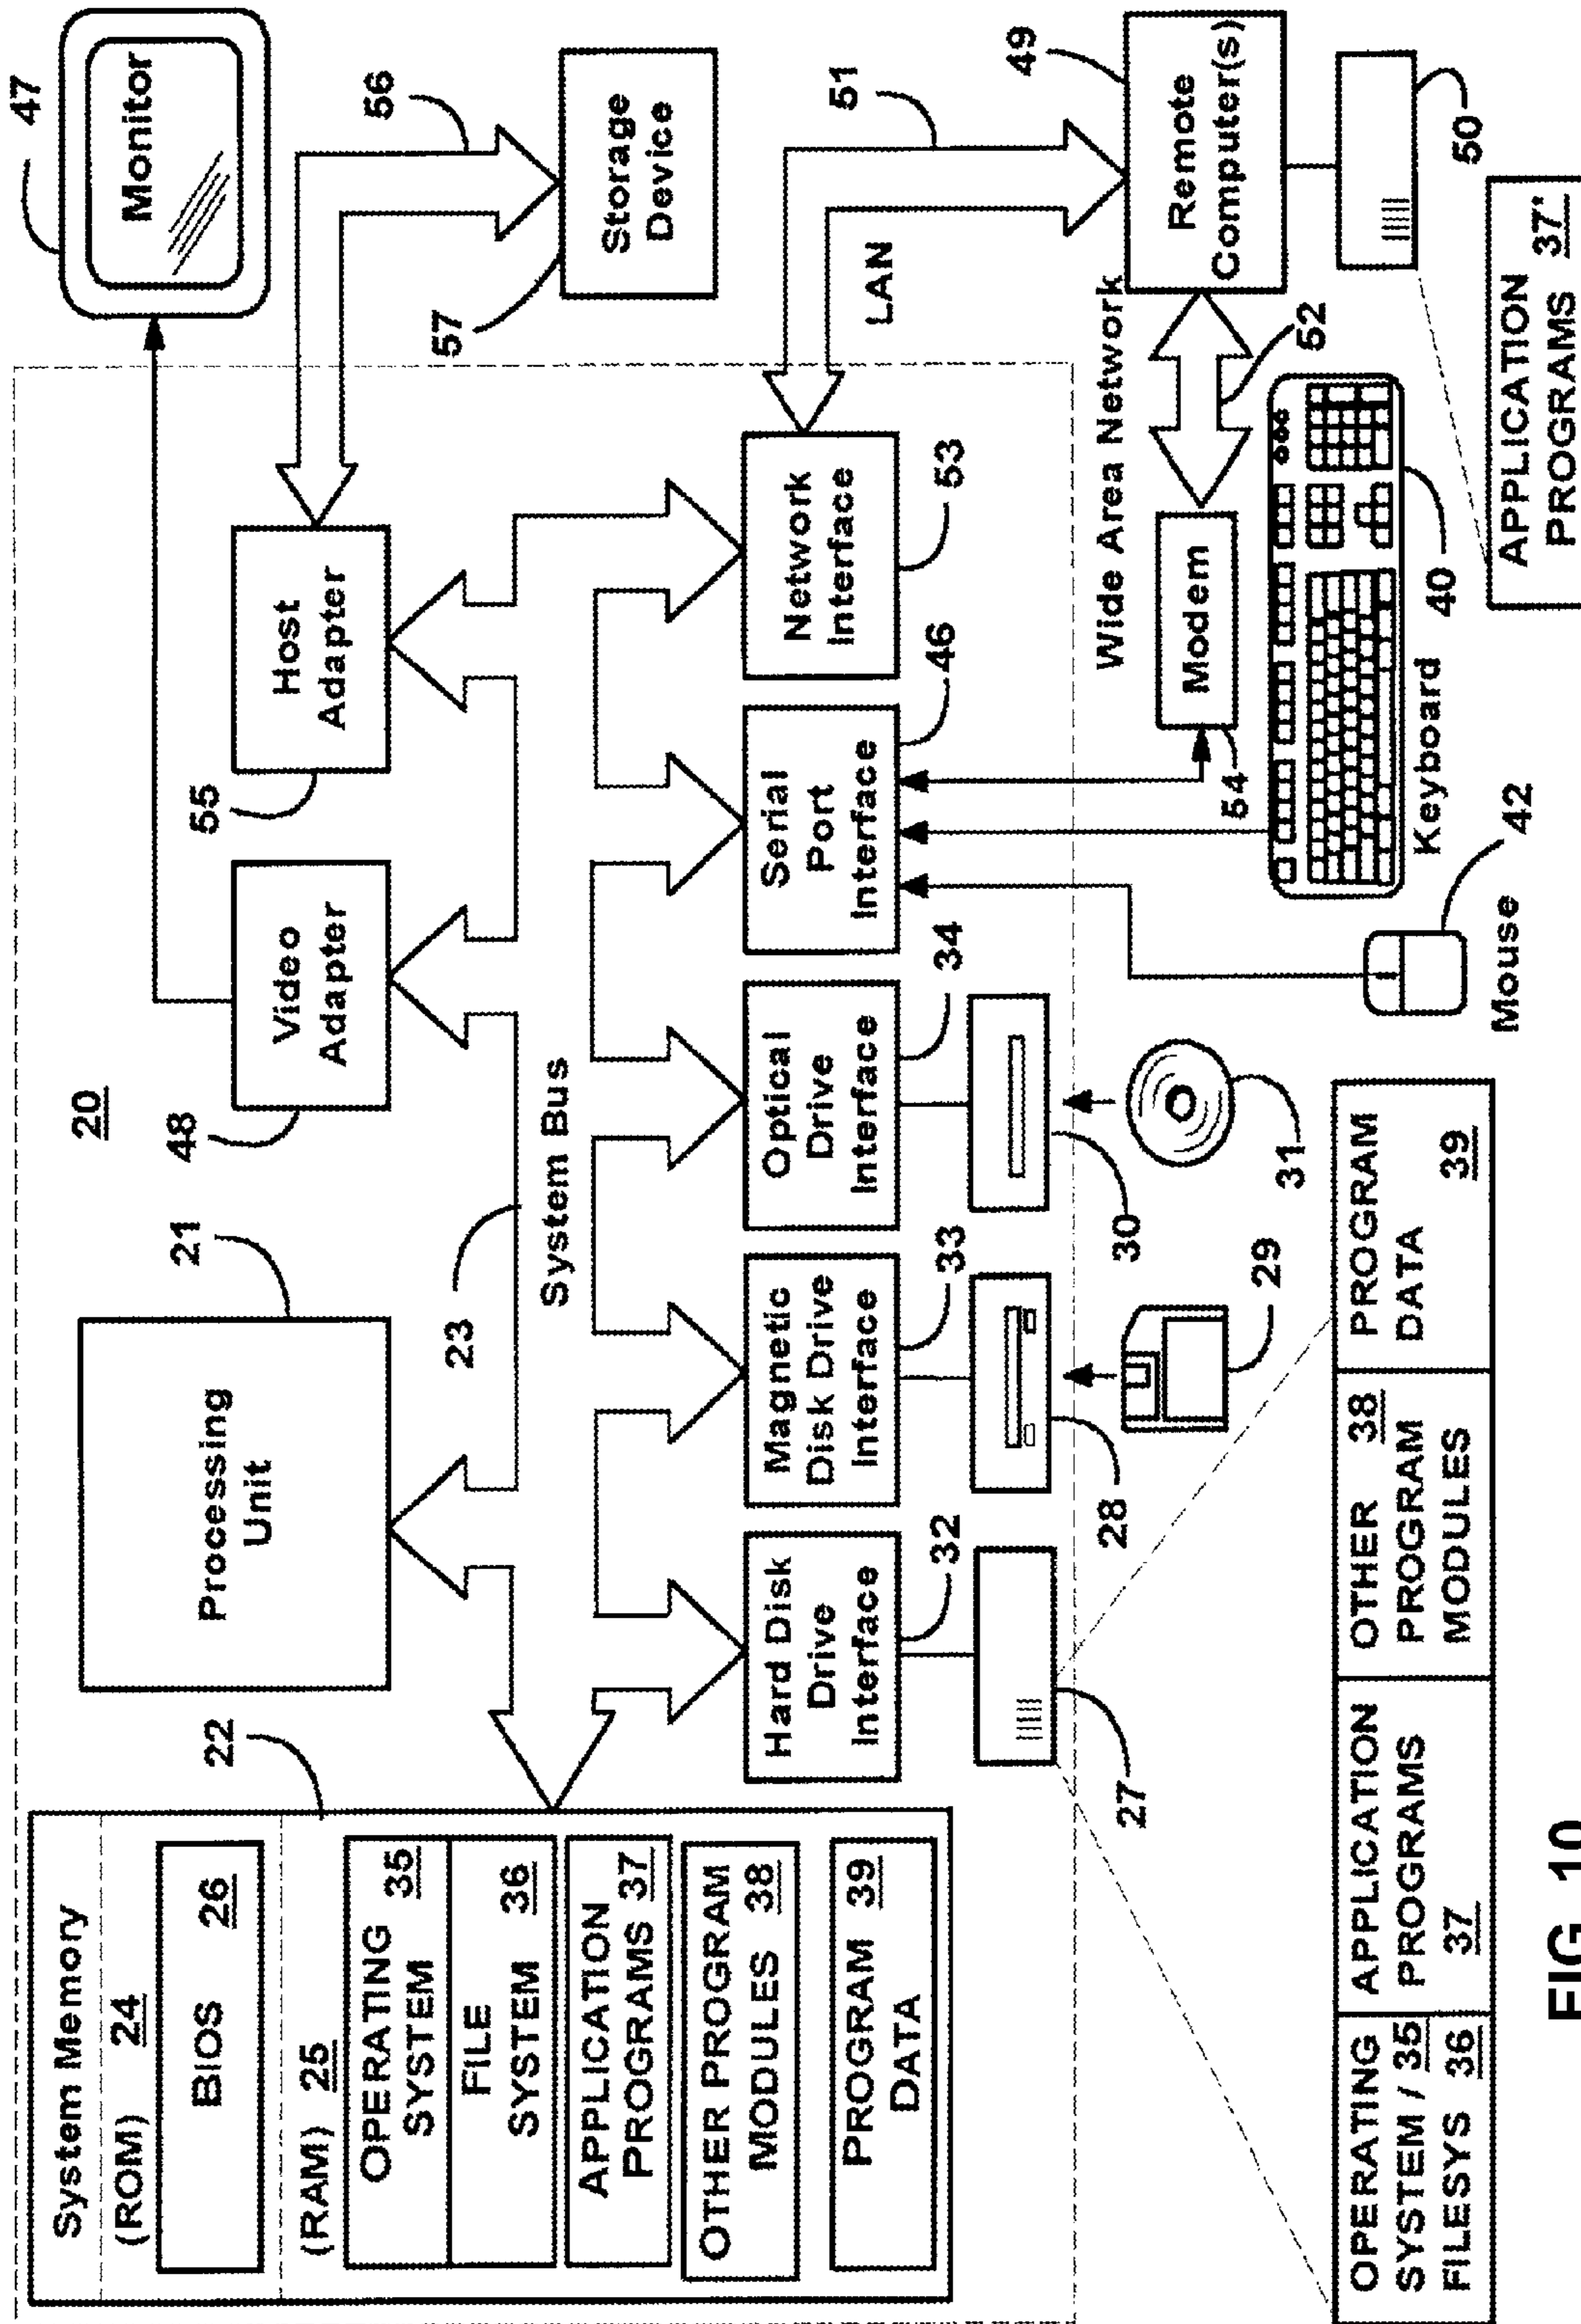 System Memory
(ROM) 24
BIOS 26
(RAM) 25
OPERATING
SYSTEM 35
FILE
SYSTEM 36
APPLICATION
PROGRAMS 37
OTHER PROGRAM
MODULES 38
PROGRAM 39
DATA
22
Processing
Unit
21
20
48
Video
Adapter
55
Host
Adapter
47
Monitor
56
57
Storage
Device
23
System Bus
Hard Disk
Drive
Interface
32
Magnetic
Disk Drive
Interface
33
Optical
Drive
Interface
34
Serial
Port
Interface
46
Network
Interface
53
LAN
51
49
Remote
Computer(s)
Wide Area Network
52
Modem
54
27
28
29
30
31
Mouse
42
Keyboard
40
50
APPLICATION
PROGRAMS 37'
OPERATING
SYSTEM / 35
FILESYS 36
APPLICATION
PROGRAMS
37
OTHER 38
PROGRAM
MODULES
PROGRAM
DATA
39
FIG. 10